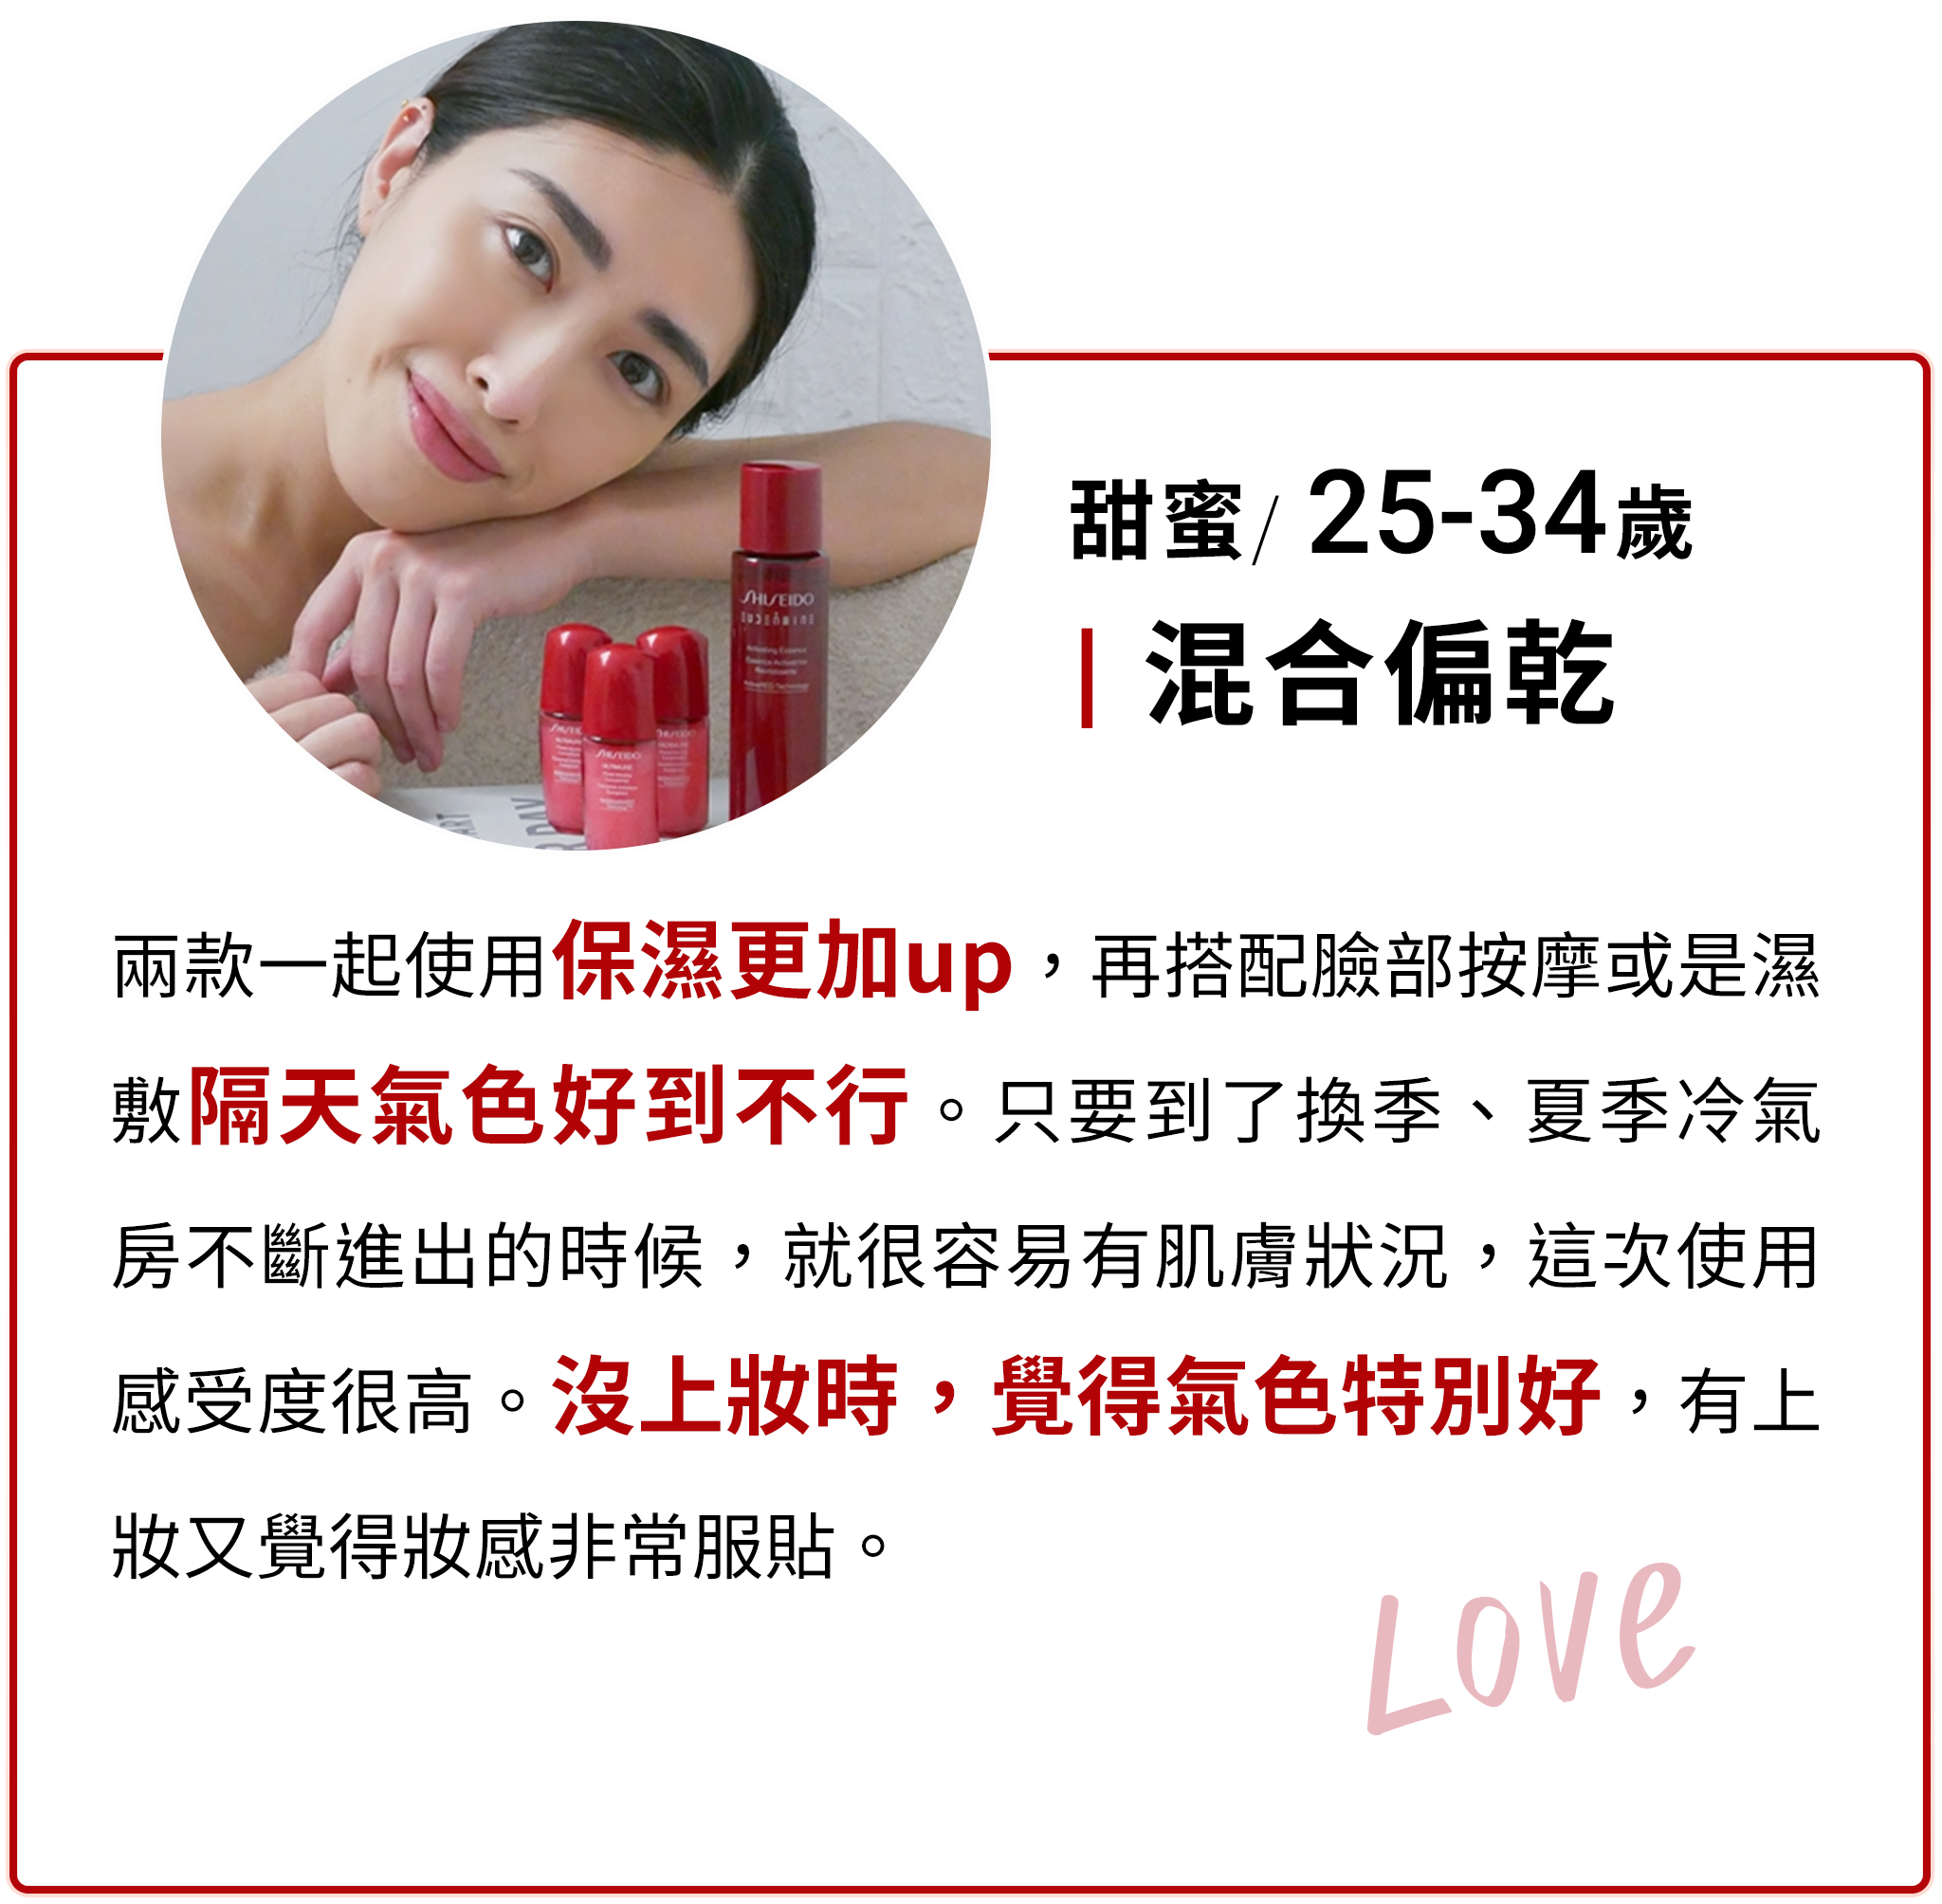 甜蜜/ 25-34歲
混合偏乾
SHISEIDO
EUDERMINE
Activating Essence
SHISEIDO
ULTIMUNE
兩款一起使用保濕更加up，再搭配臉部按摩或是濕
敷隔天氣色好到不行。只要到了換季、夏季冷氣
房不斷進出的時候，就很容易有肌膚狀況，這次使用
感受度很高。沒上妝時，覺得氣色特別好，有上
妝又覺得妝感非常服貼。
Love